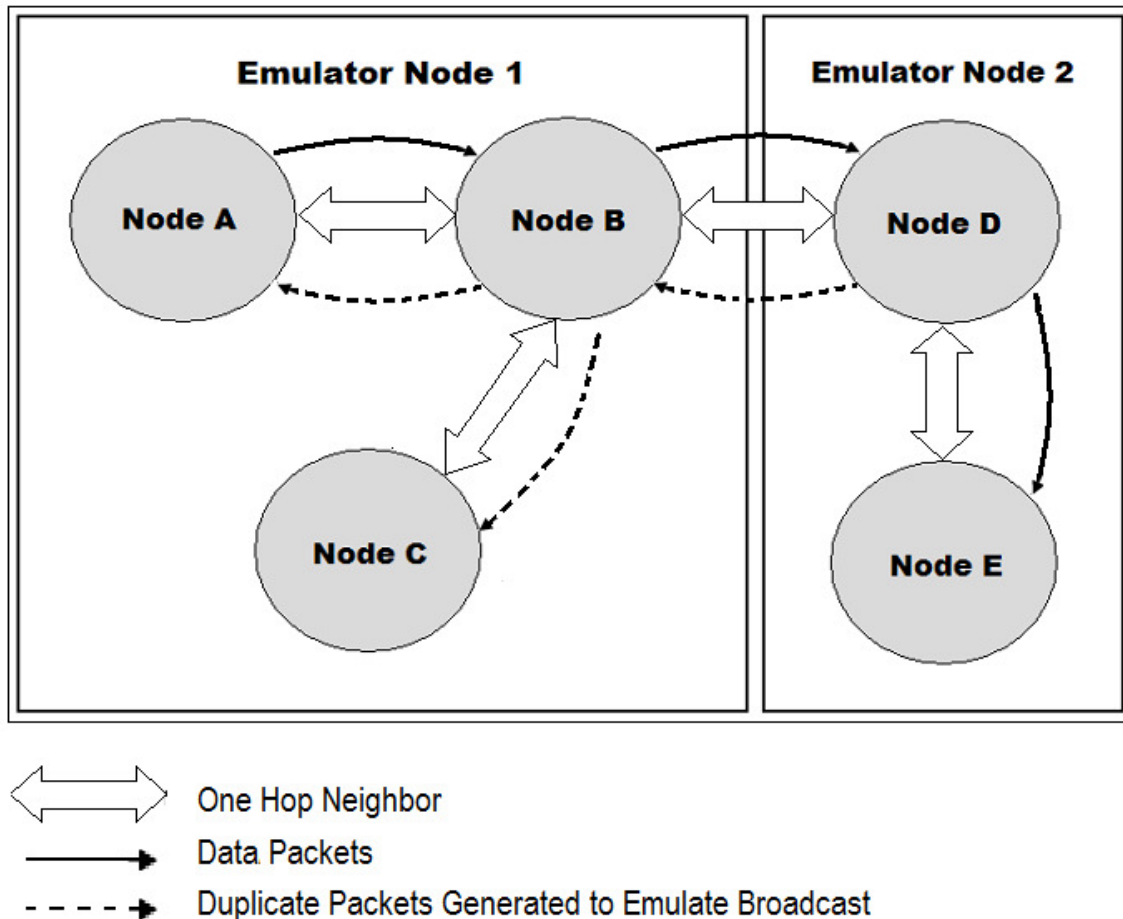 Emulator Node 1
Emulator Node 2
Node A
Node B
Node D
Node C
Node E
One Hop Neighbor
Data Packets
Duplicate Packets Generated to Emulate Broadcast